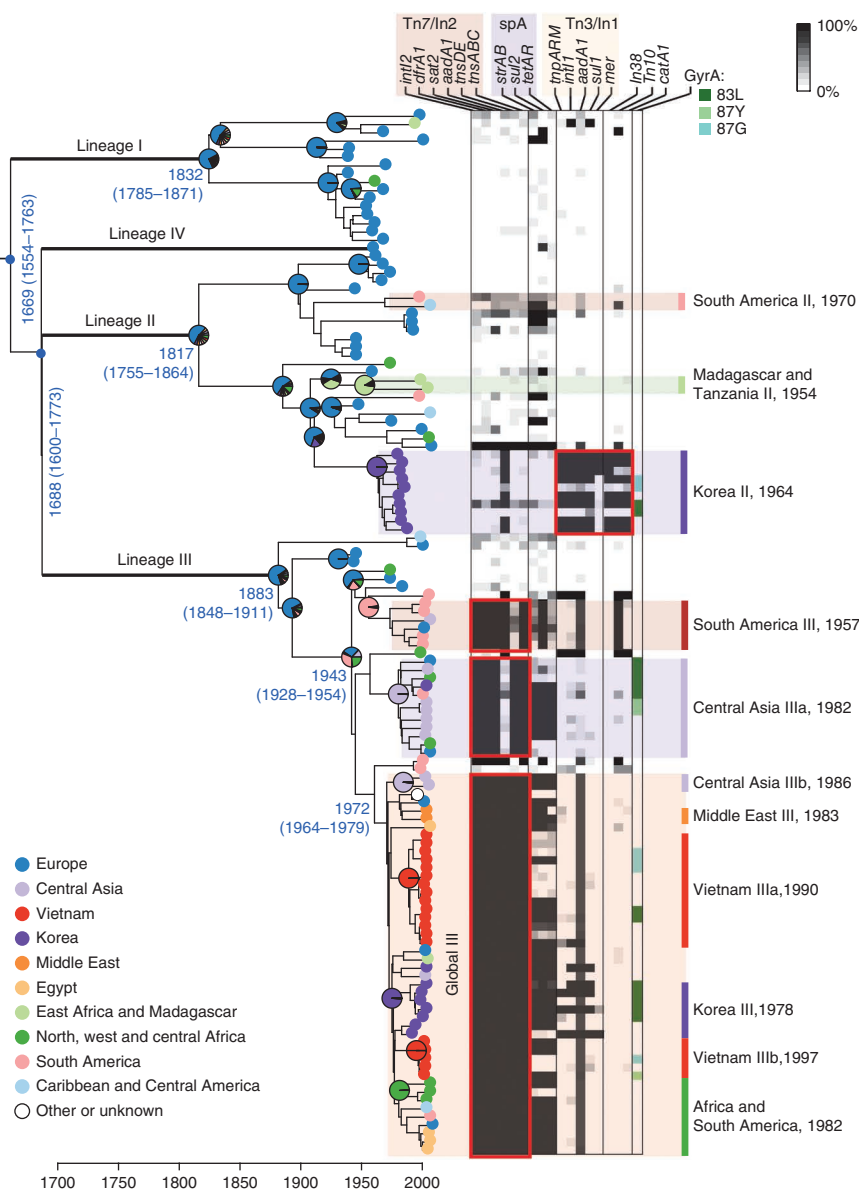 Tn7/In2 spA Tn3/In1
intI2
dfrA1
sat2
aadA1
tnsDE
tnsABC
strAB
sul2
tetAR
tnpARM
intI1
aadA1
sul1
mer
In38
Tn10
catA1
GyrA:
83L
87Y
87G
100%
0%
Lineage I
1832
(1785–1871)
1669 (1554–1763)
Lineage IV
Lineage II
1817
(1755–1864)
1688 (1600–1773)
Lineage III
1883
(1848–1911)
1943
(1928–1954)
1972
(1964–1979)
Global III
South America II, 1970
Madagascar and
Tanzania II, 1954
Korea II, 1964
South America III, 1957
Central Asia IIIa, 1982
Central Asia IIIb, 1986
Middle East III, 1983
Vietnam IIIa,1990
Korea III,1978
Vietnam IIIb,1997
Africa and
South America, 1982
Europe
Central Asia
Vietnam
Korea
Middle East
Egypt
East Africa and Madagascar
North, west and central Africa
South America
Caribbean and Central America
Other or unknown
1700 1750 1800 1850 1900 1950 2000